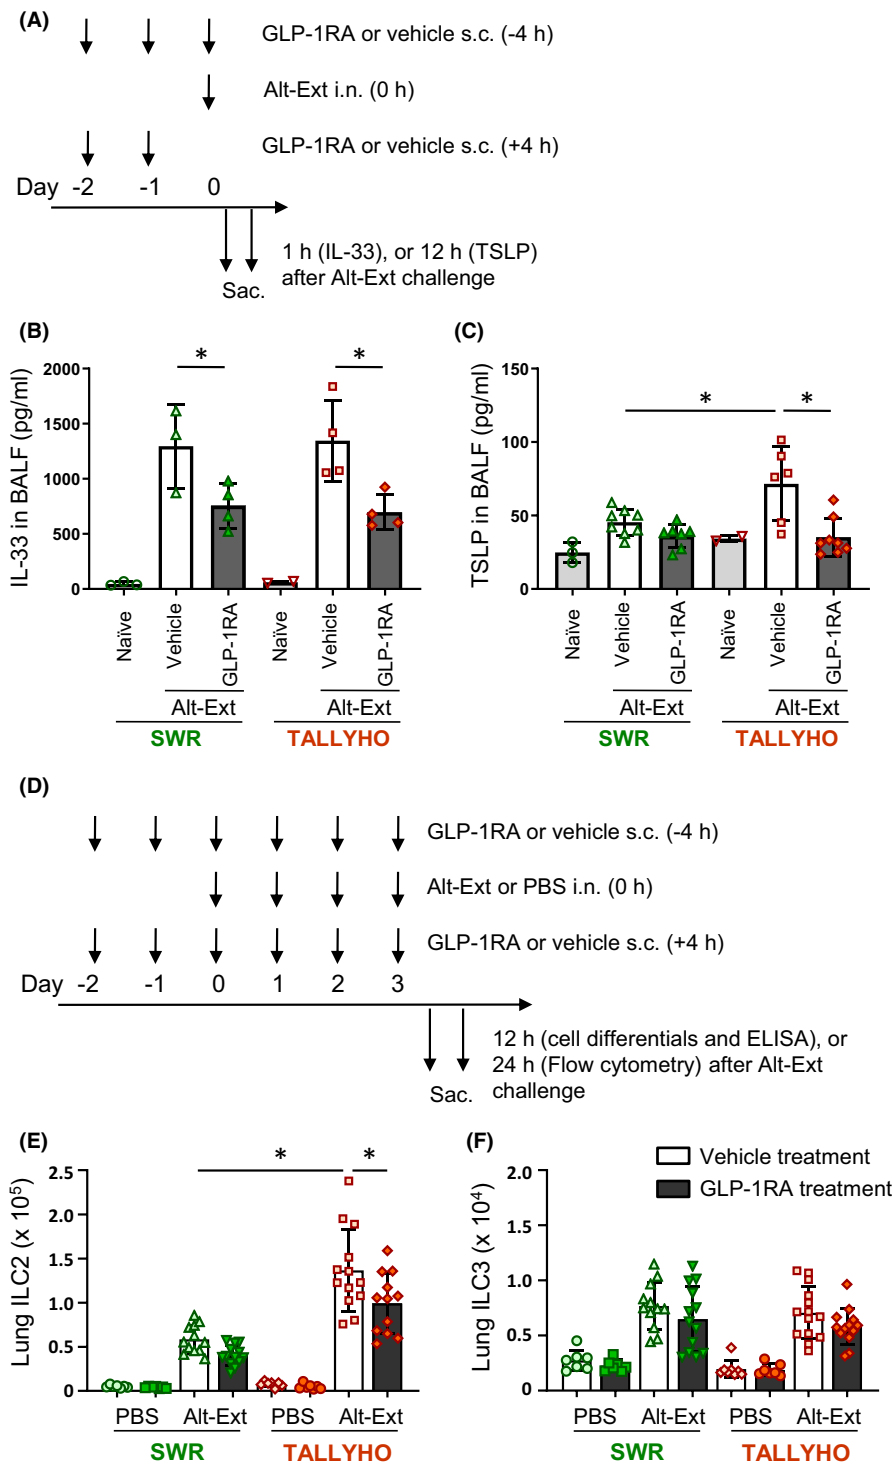 (A)
GLP-1RA or vehicle s.c. (-4 h)
Alt-Ext i.n. (0 h)
GLP-1RA or vehicle s.c. (+4 h)
Day -2 -1 0
1 h (IL-33), or 12 h (TSLP)
after Alt-Ext challenge
Sac.
(B)
IL-33 in BALF (pg/ml)
2000
1500
1000
500
0
* *
Naïve Vehicle GLP-1RA Naïve Vehicle GLP-1RA
Alt-Ext Alt-Ext
SWR TALLYHO
(C)
TSLP in BALF (pg/ml)
150
100
50
0
* *
Naïve Vehicle GLP-1RA Naïve Vehicle GLP-1RA
Alt-Ext Alt-Ext
SWR TALLYHO
(D)
GLP-1RA or vehicle s.c. (-4 h)
Alt-Ext or PBS i.n. (0 h)
GLP-1RA or vehicle s.c. (+4 h)
Day -2 -1 0 1 2 3
12 h (cell differentials and ELISA), or
24 h (Flow cytometry) after Alt-Ext
challenge
Sac.
(E)
Lung ILC2 (x 10⁵)
2.5
2.0
1.5
1.0
0.5
0
* *
PBS Alt-Ext PBS Alt-Ext
SWR TALLYHO
(F)
Vehicle treatment
GLP-1RA treatment
Lung ILC3 (x 10⁴)
2.0
1.5
1.0
0.5
0
PBS Alt-Ext PBS Alt-Ext
SWR TALLYHO